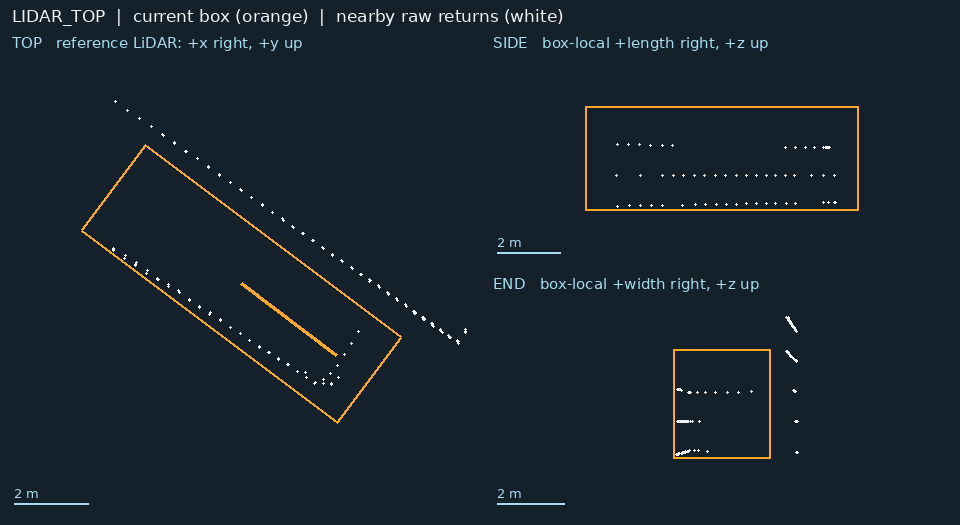 LIDAR_TOP | current box (orange) | nearby raw returns (white)
TOP reference LiDAR: +x right, +y up
SIDE box-local +length right, +z up
2 m
END box-local +width right, +z up
2 m
2 m